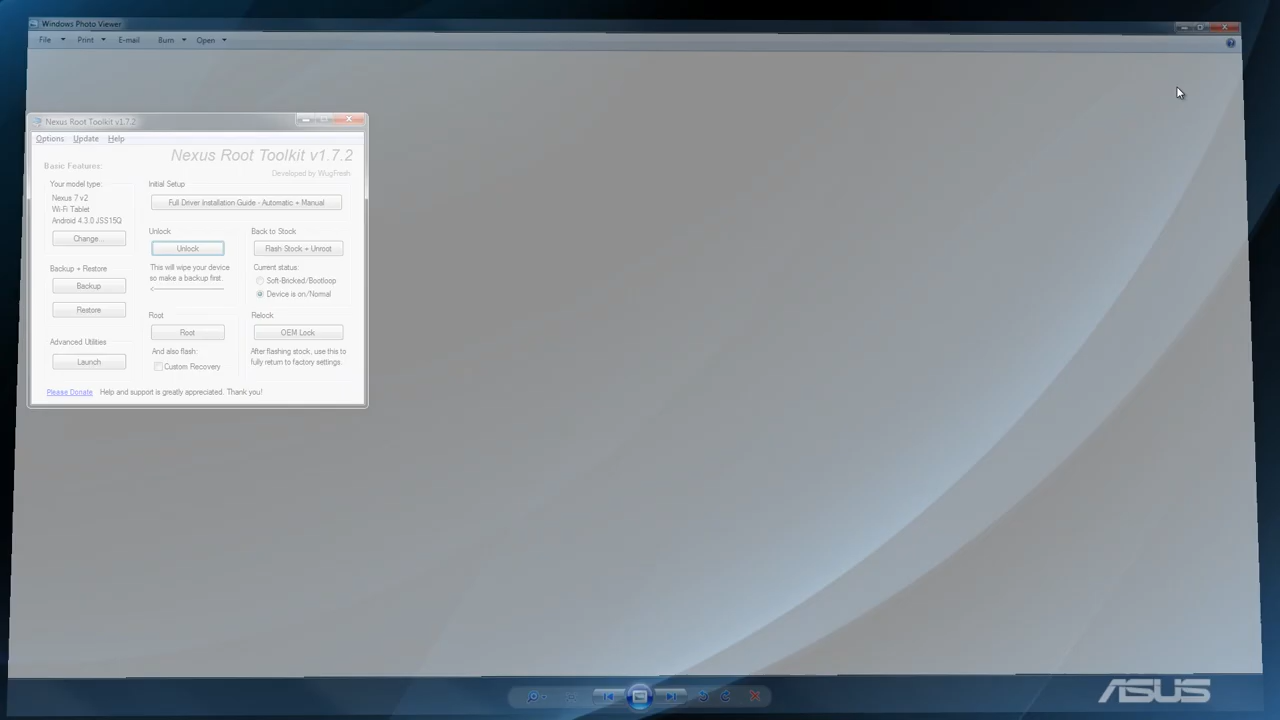 Windows Photo Viewer
File Print E-mail Burn Open
Nexus Root Toolkit v1.7.2
Options Update Help
Nexus Root Toolkit v1.7.2
Developed by WugFresh
Basic Features:
Your model type:
Nexus 7 v2
Wi-Fi Tablet
Android 4.3.0 JSS15Q
Change...
Initial Setup
Full Driver Installation Guide - Automatic + Manual
Unlock
Unlock
This will wipe your device
so make a backup first.
<--------------------
Back to Stock
Flash Stock + Unroot
Current status:
Soft-Bricked/Bootloop
Device is on/Normal
Backup + Restore
Backup
Restore
Root
Root
And also flash:
Custom Recovery
Relock
OEM Lock
After flashing stock, use this to
fully return to factory settings.
Advanced Utilities
Launch
Please Donate Help and support is greatly appreciated. Thank you!
ASUS